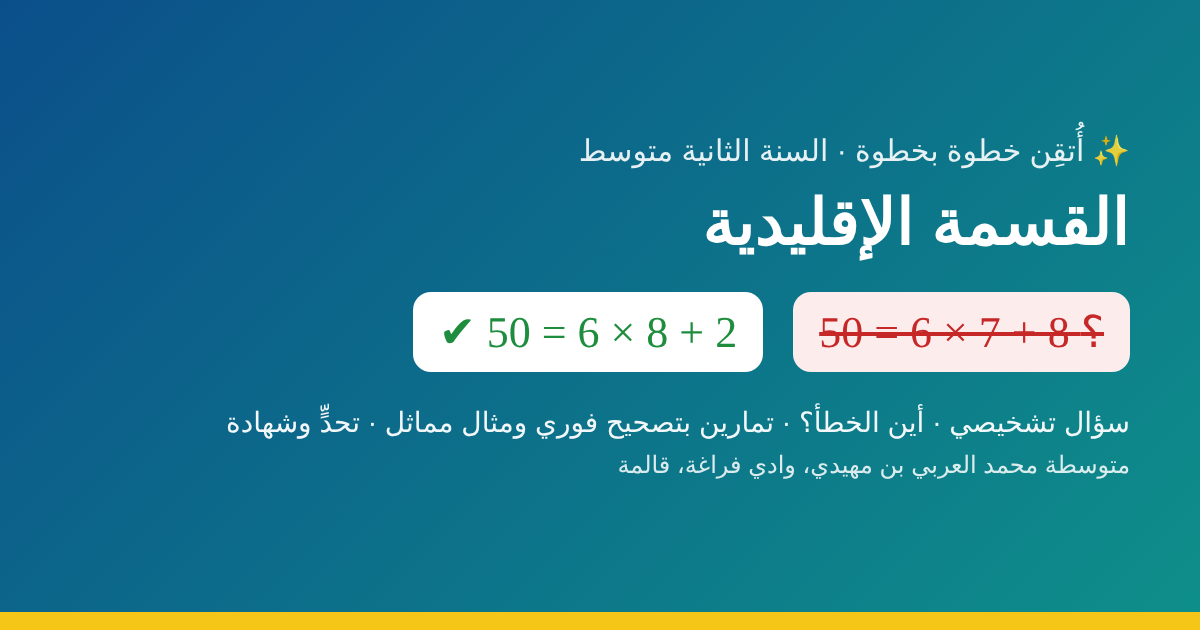 ✨ أُتقِن خطوة بخطوة · السنة الثانية متوسط
القسمة الإقليدية
50 = 6 × 7 + 8 ؟
✔ 50 = 6 × 8 + 2
سؤال تشخيصي · أين الخطأ؟ · تمارين بتصحيح فوري ومثال مماثل · تحدٍّ وشهادة
متوسطة محمد العربي بن مهيدي، وادي فراغة، قالمة